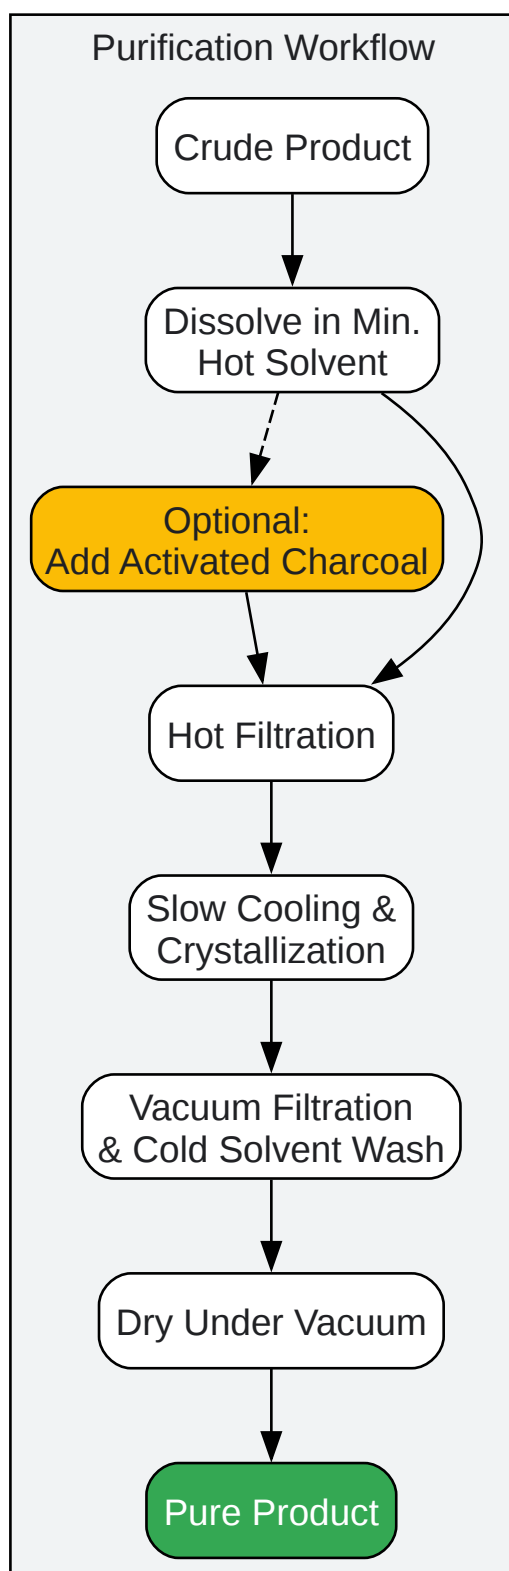 Purification Workflow
Crude Product
Dissolve in Min.
Hot Solvent
Optional:
Add Activated Charcoal
Hot Filtration
Slow Cooling &
Crystallization
Vacuum Filtration
& Cold Solvent Wash
Dry Under Vacuum
Pure Product